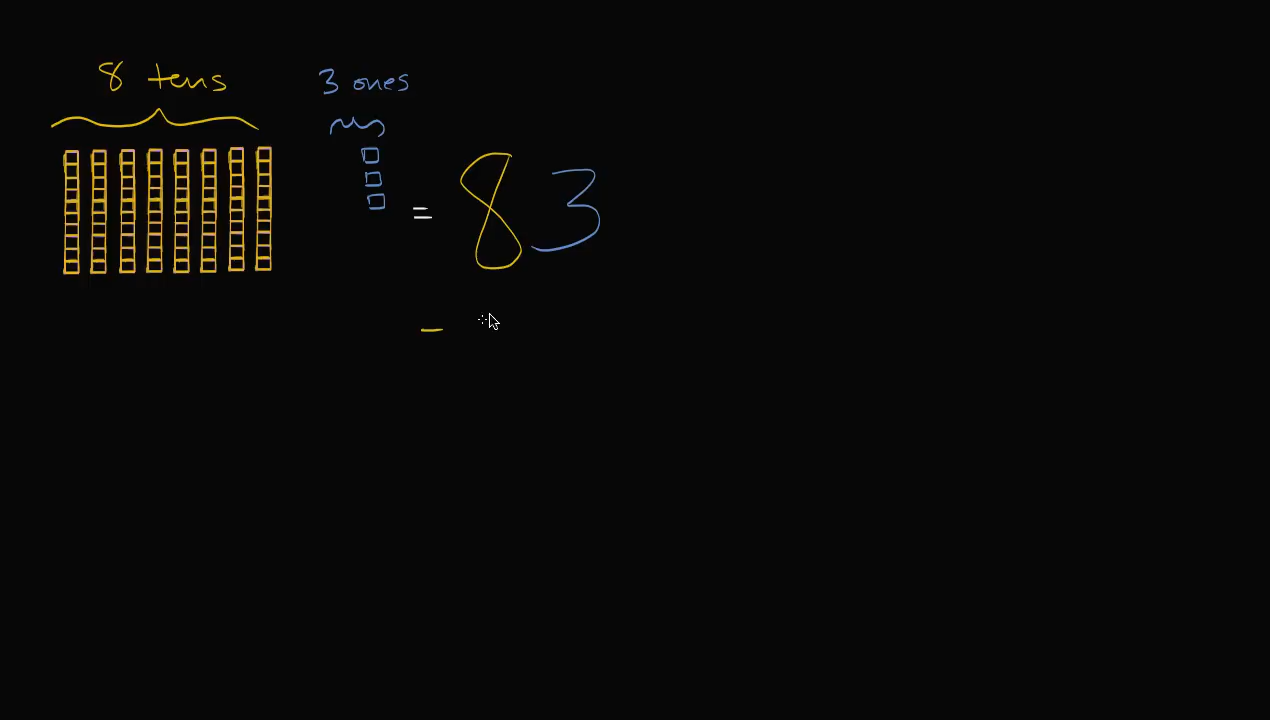 8 tens 3 ones
= 83
–